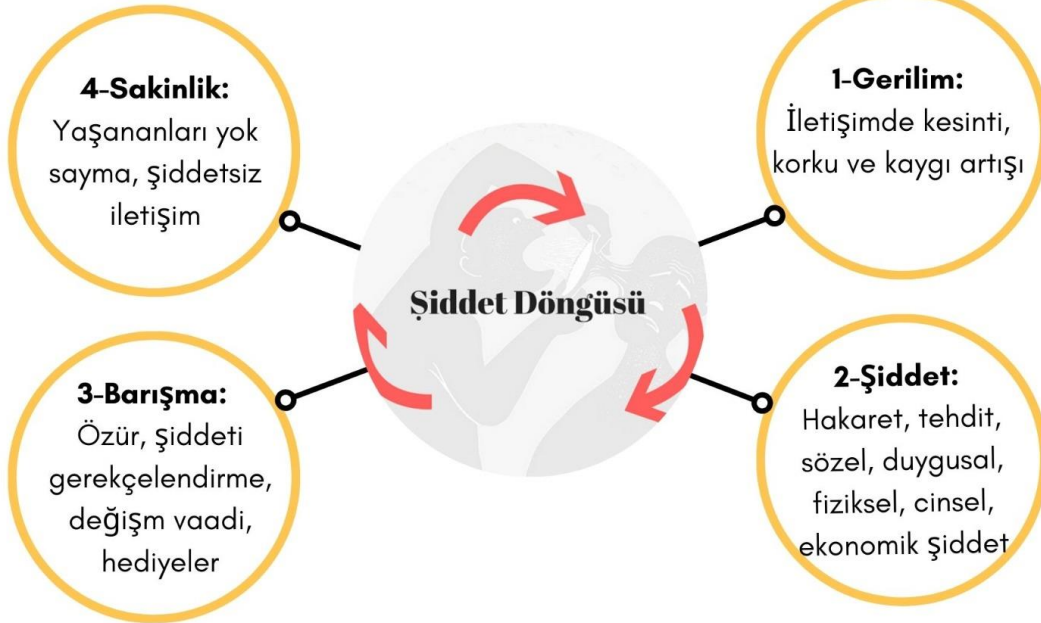 4-Sakinlik:
Yaşananları yok
sayma, şiddetsiz
iletişim
1-Gerilim:
İletişimde kesinti,
korku ve kaygı artışı
Şiddet Döngüsü
3-Barışma:
Özür, şiddeti
gerekçelendirme,
değişm vaadi,
hediyeler
2-Şiddet:
Hakaret, tehdit,
sözel, duygusal,
fiziksel, cinsel,
ekonomik şiddet